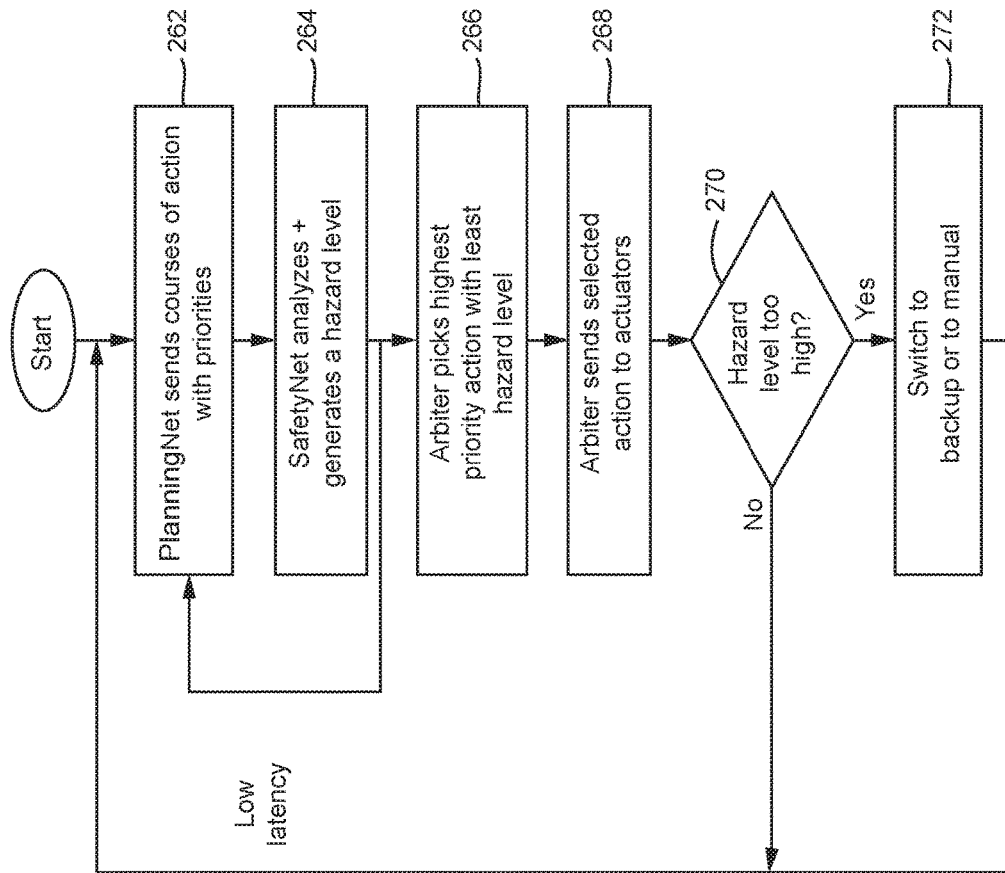 Start
PlanningNet sends courses of action
with priorities
262
SafetyNet analyzes +
generates a hazard level
264
Arbiter picks highest
priority action with least
hazard level
266
Arbiter sends selected
action to actuators
268
Low
latency
Hazard
level too
high?
270
No
Yes
Switch to
backup or to manual
272